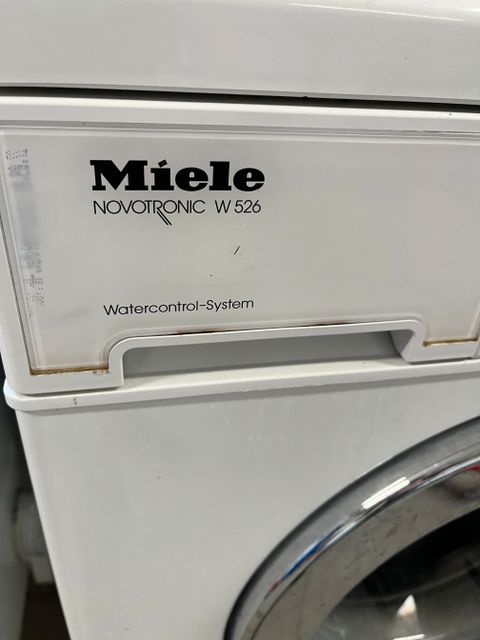 Miele
NOVOTRONIC W 526
Watercontrol-System